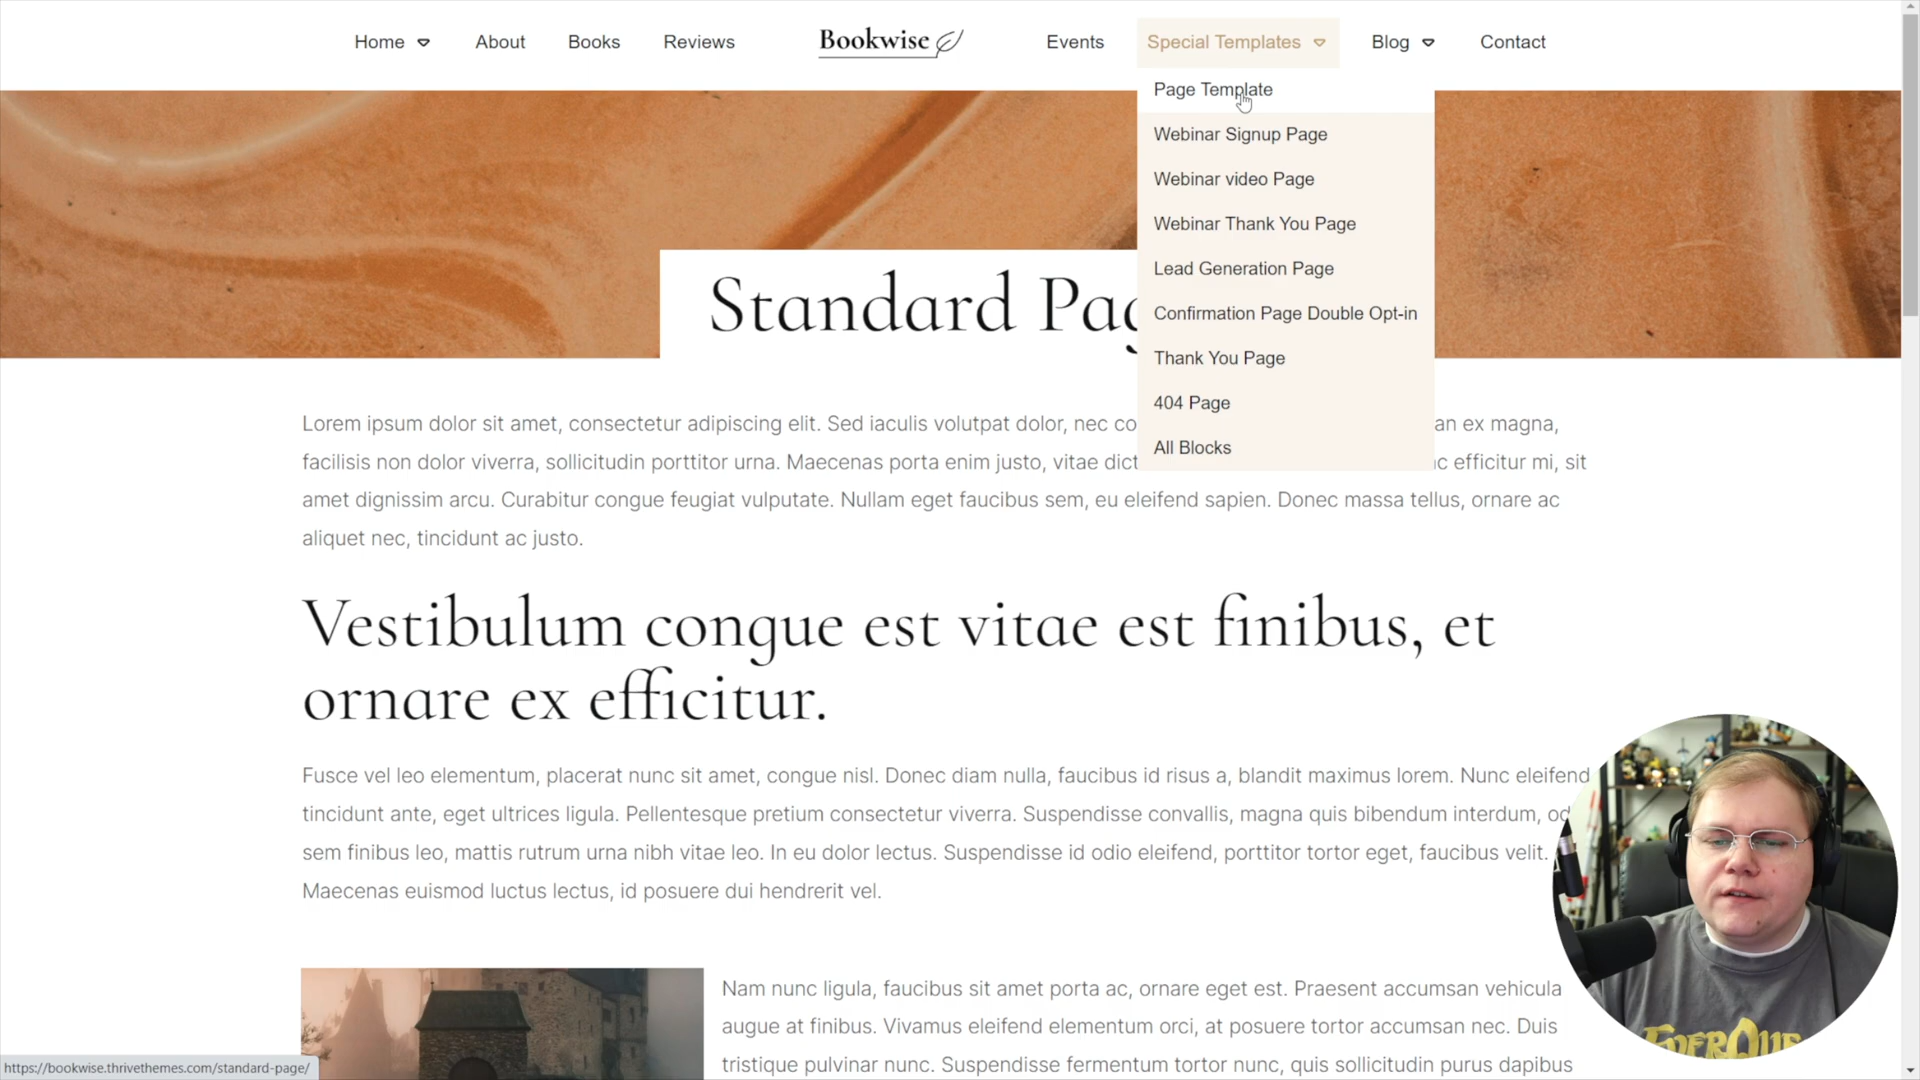 Home About Books Reviews Bookwise Events Special Templates Blog Contact
Page Template
Webinar Signup Page
Webinar video Page
Webinar Thank You Page
Lead Generation Page
Confirmation Page Double Opt-in
Thank You Page
404 Page
All Blocks
Standard
Lorem ipsum dolor sit amet, consectetur adipiscing elit. Sed iaculis volutpat dolor, nec an ex magna,
facilisis non dolor viverra, sollicitudin porttitor urna. Maecenas porta enim justo, vitae efficitur mi, sit
amet dignissim arcu. Curabitur congue feugiat vulputate. Nullam eget faucibus sem, eu eleifend sapien. Donec massa tellus, ornare ac
aliquet nec, tincidunt ac justo.
Vestibulum congue est vitae est finibus, et
ornare ex efficitur.
Fusce vel leo elementum, placerat nunc sit amet, congue nisl. Donec diam nulla, faucibus id risus a, blandit maximus lorem. Nunc eleifend
tincidunt ante, eget ultrices ligula. Pellentesque pretium consectetur viverra. Suspendisse convallis, magna quis bibendum interdum,
sem finibus leo, mattis rutrum urna nibh vitae leo. In eu dolor lectus. Suspendisse id odio eleifend, porttitor tortor eget, faucibus velit.
Maecenas euismod luctus lectus, id posuere dui hendrerit vel.
Nam nunc ligula, faucibus sit amet porta ac, ornare eget est. Praesent accumsan vehicula
augue at finibus. Vivamus eleifend elementum orci, at posuere tortor accumsan nec. Duis
tristique pulvinar nunc. Suspendisse fermentum tortor nunc, quis sollicitudin purus dapibus
https://bookwise.thrivethemes.com/standard-page/